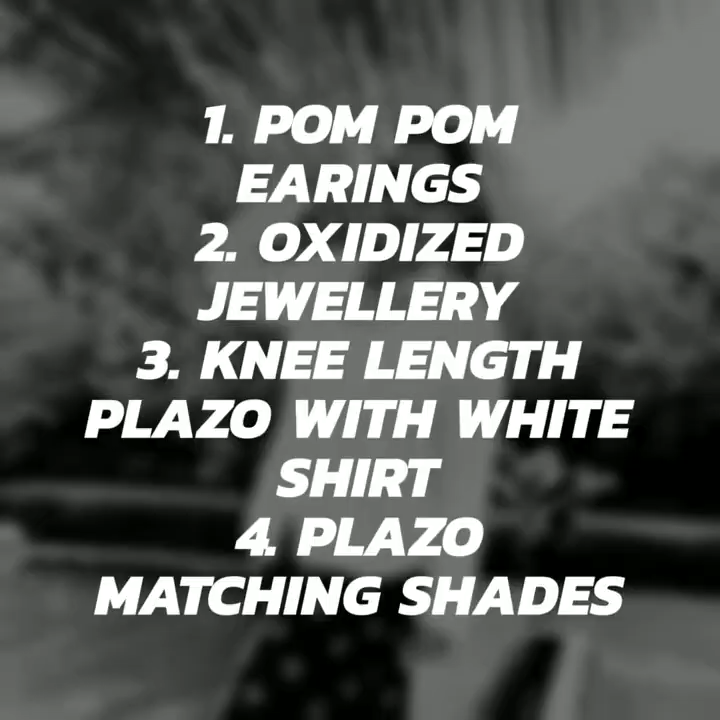 1. POM POM
EARINGS
2. OXIDIZED
JEWELLERY
3. KNEE LENGTH
PLAZO WITH WHITE
SHIRT
4. PLAZO
MATCHING SHADES